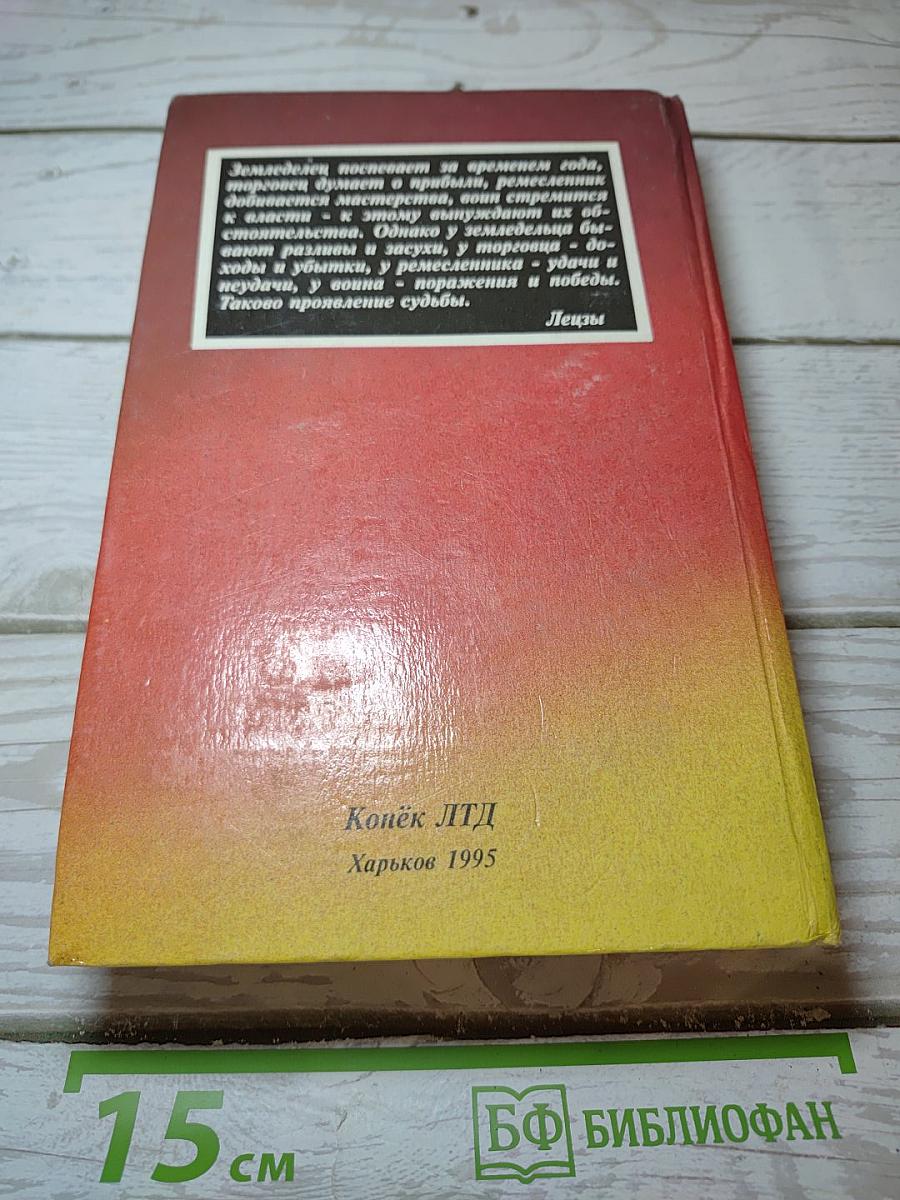 Земледелец поспевает за временем года,
торговец думает о прибыли, ремесленник
добивается мастерства, воин стремится
к власти - к этому вынуждают их об-
стоятельства. Однако у земледельца бы-
вают разливы и засухи, у торговца - до-
ходы и убытки, у ремесленника - удачи и
неудачи, у воина - поражения и победы.
Таково проявление судьбы.
Лецзы
Конёк ЛТД
Харьков 1995
15 см
БФ БИБЛИОФАН